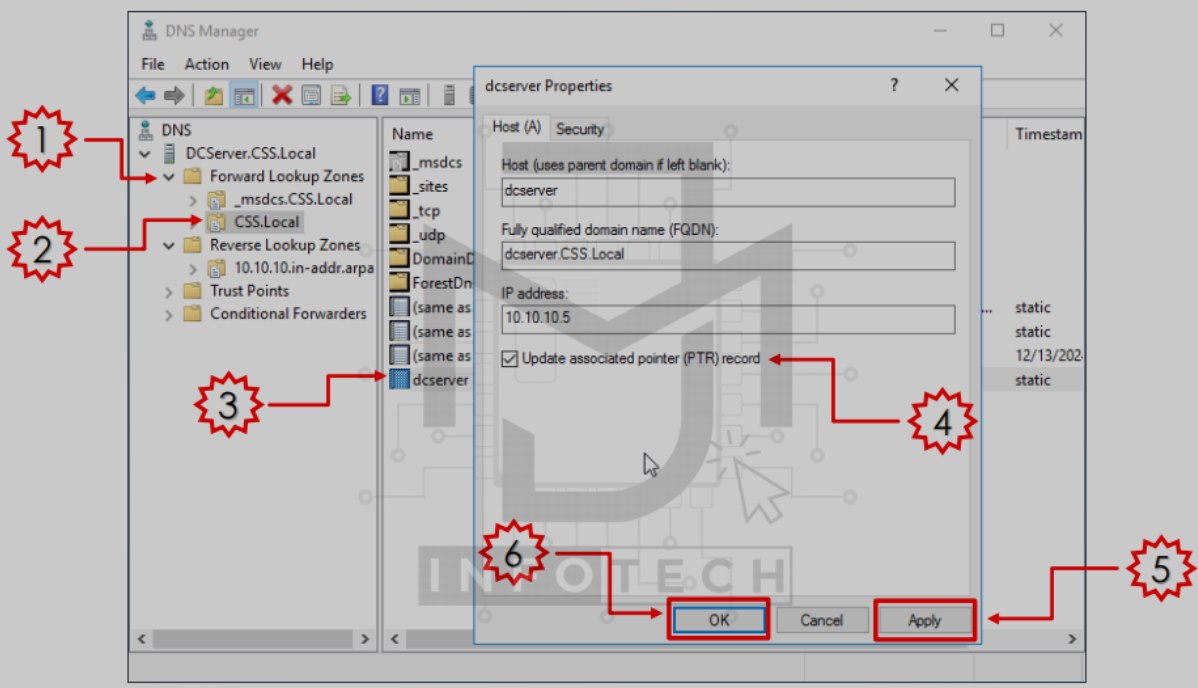 DNS Manager
File Action View Help
DNS
DCServer.CSS.Local
Forward Lookup Zones
_msdcs.CSS.Local
CSS.Local
Reverse Lookup Zones
10.10.10.in-addr.arpa
Trust Points
Conditional Forwarders
Name
_msdcs
_sites
_tcp
_udp
DomainD
ForestDn
(same as
(same as
(same as
dcserver
Timestam
... static
static
12/13/202
static
dcserver Properties
? 
Host (A) Security
Host (uses parent domain if left blank):
dcserver
Fully qualified domain name (FQDN):
dcserver.CSS.Local
IP address:
10.10.10.5
Update associated pointer (PTR) record
OK Cancel Apply
1
2
3
4
5
6
MJ
INFOTECH